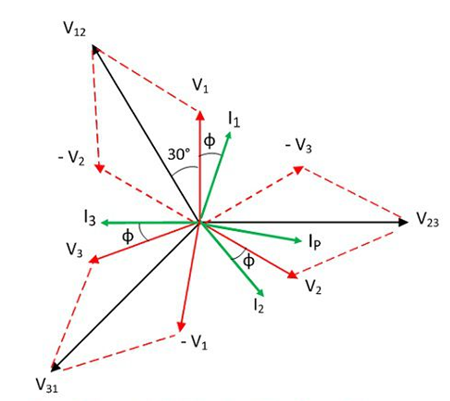 V12
V1
I1
ϕ
30°
- V3
- V2
I3
V23
ϕ
IP
V3
ϕ
V2
I2
- V1
V31